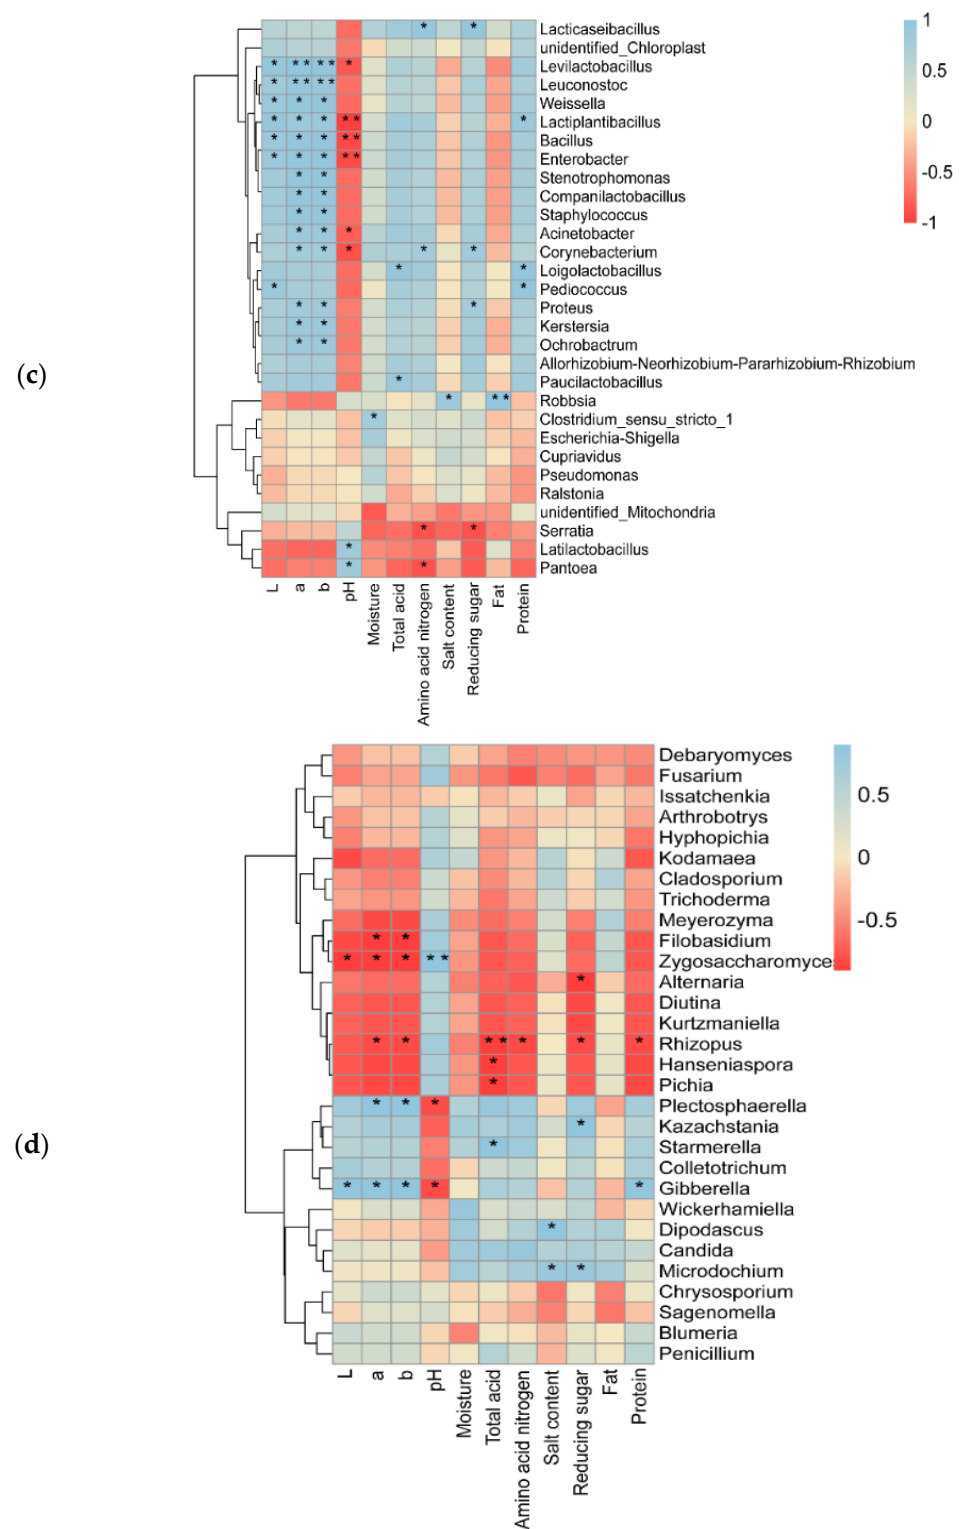 Lacticaseibacillus
unidentified_Chloroplast
Levilactobacillus
Leuconostoc
Weissella
Lactiplantibacillus
Bacillus
Enterobacter
Stenotrophomonas
Companilactobacillus
Staphylococcus
Acinetobacter
Corynebacterium
Loigolactobacillus
Pediococcus
Proteus
Kerstersia
Ochrobactrum
Allorhizobium-Neorhizobium-Pararhizobium-Rhizobium
Paucilactobacillus
Robbsia
Clostridium_sensu_stricto_1
Escherichia-Shigella
Cupriavidus
Pseudomonas
Ralstonia
unidentified_Mitochondria
Serratia
Latilactobacillus
Pantoea
1
0.5
0
-0.5
-1
(c)
L
a
b
pH
Moisture
Total acid
Amino acid nitrogen
Salt content
Reducing sugar
Fat
Protein
Debaryomyces
Fusarium
Issatchenkia
Arthrobotrys
Hyphopichia
Kodamaea
Cladosporium
Trichoderma
Meyerozyma
Filobasidium
Zygosaccharomyce
Alternaria
Diutina
Kurtzmaniella
Rhizopus
Hanseniaspora
Pichia
Plectosphaerella
Kazachstania
Starmerella
Colletotrichum
Gibberella
Wickerhamiella
Dipodascus
Candida
Microdochium
Chrysosporium
Sagenomella
Blumeria
Penicillium
0.5
0
-0.5
(d)
L
a
b
pH
Moisture
Total acid
Amino acid nitrogen
Salt content
Reducing sugar
Fat
Protein